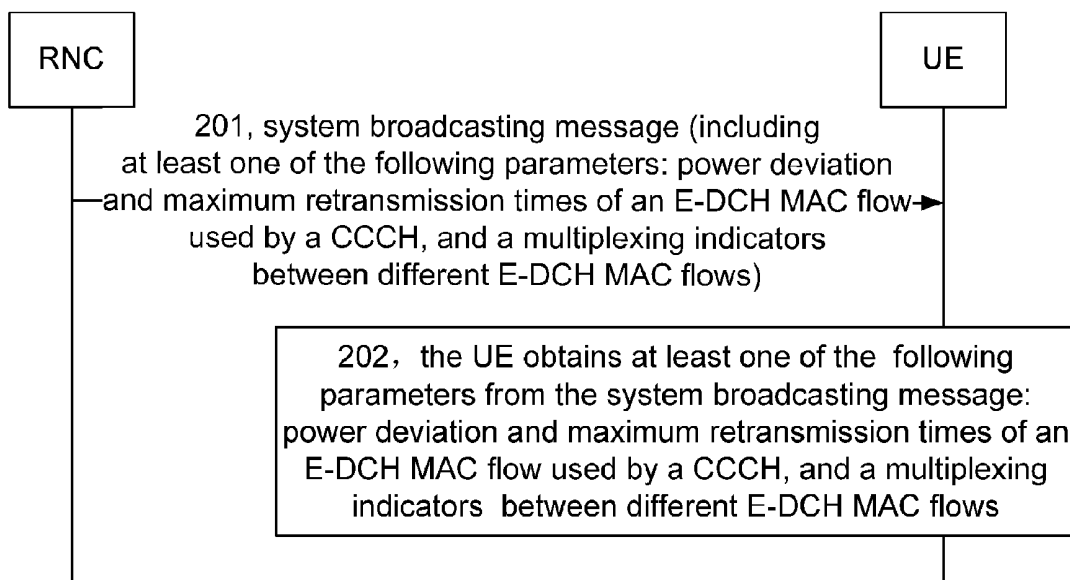 RNC
UE
201, system broadcasting message (including
at least one of the following parameters: power deviation
and maximum retransmission times of an E-DCH MAC flow
used by a CCCH, and a multiplexing indicators
between different E-DCH MAC flows)
202, the UE obtains at least one of the following
parameters from the system broadcasting message:
power deviation and maximum retransmission times of an
E-DCH MAC flow used by a CCCH, and a multiplexing
indicators between different E-DCH MAC flows